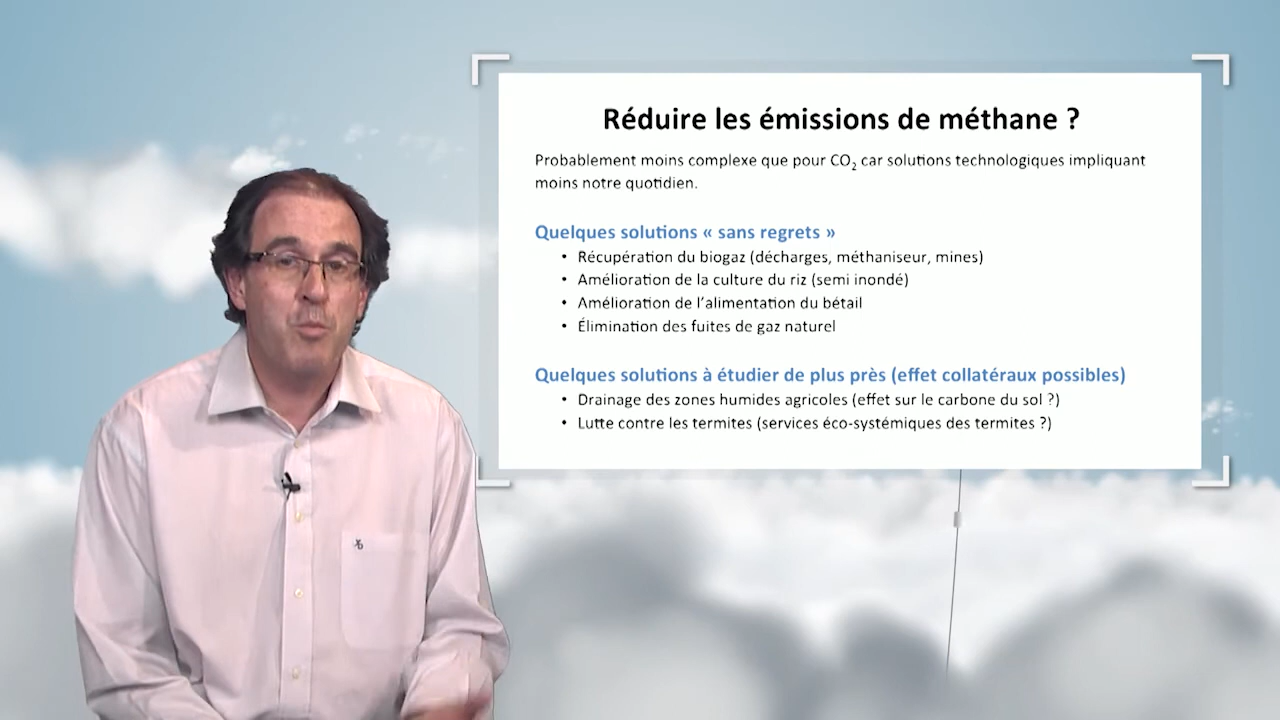 Réduire les émissions de méthane ?
Probablement moins complexe que pour CO₂ car solutions technologiques impliquant
moins notre quotidien.
Quelques solutions « sans regrets »
• Récupération du biogaz (décharges, méthaniseur, mines)
• Amélioration de la culture du riz (semi inondé)
• Amélioration de l'alimentation du bétail
• Élimination des fuites de gaz naturel
Quelques solutions à étudier de plus près (effet collatéraux possibles)
• Drainage des zones humides agricoles (effet sur le carbone du sol ?)
• Lutte contre les termites (services éco-systémiques des termites ?)